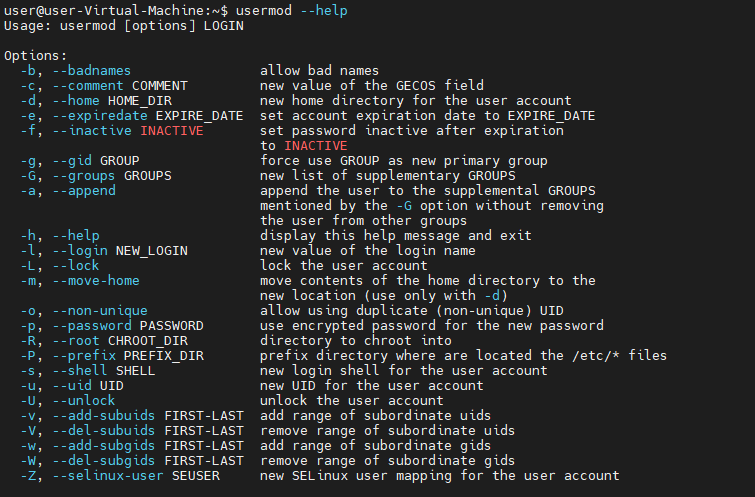 user@user-Virtual-Machine:~$ usermod --help
Usage: usermod [options] LOGIN

Options:
  -b, --badnames                allow bad names
  -c, --comment COMMENT         new value of the GECOS field
  -d, --home HOME_DIR           new home directory for the user account
  -e, --expiredate EXPIRE_DATE  set account expiration date to EXPIRE_DATE
  -f, --inactive INACTIVE       set password inactive after expiration
                                to INACTIVE
  -g, --gid GROUP               force use GROUP as new primary group
  -G, --groups GROUPS           new list of supplementary GROUPS
  -a, --append                  append the user to the supplemental GROUPS
                                mentioned by the -G option without removing
                                the user from other groups
  -h, --help                    display this help message and exit
  -l, --login NEW_LOGIN         new value of the login name
  -L, --lock                    lock the user account
  -m, --move-home               move contents of the home directory to the
                                new location (use only with -d)
  -o, --non-unique              allow using duplicate (non-unique) UID
  -p, --password PASSWORD       use encrypted password for the new password
  -R, --root CHROOT_DIR         directory to chroot into
  -P, --prefix PREFIX_DIR       prefix directory where are located the /etc/* files
  -s, --shell SHELL             new login shell for the user account
  -u, --uid UID                 new UID for the user account
  -U, --unlock                  unlock the user account
  -v, --add-subuids FIRST-LAST  add range of subordinate uids
  -V, --del-subuids FIRST-LAST  remove range of subordinate uids
  -w, --add-subgids FIRST-LAST  add range of subordinate gids
  -W, --del-subgids FIRST-LAST  remove range of subordinate gids
  -Z, --selinux-user SEUSER     new SELinux user mapping for the user account